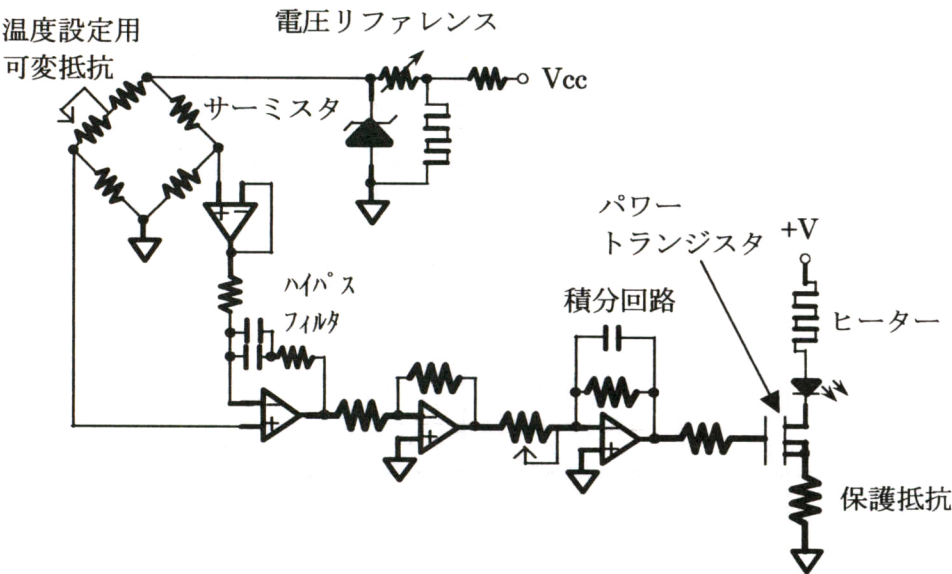 温度設定用
可変抵抗
電圧リファレンス
サーミスタ
Vcc
ﾊｲﾊﾟｽ
ﾌｨﾙﾀ
積分回路
パワー
トランジスタ
+V
ヒーター
保護抵抗